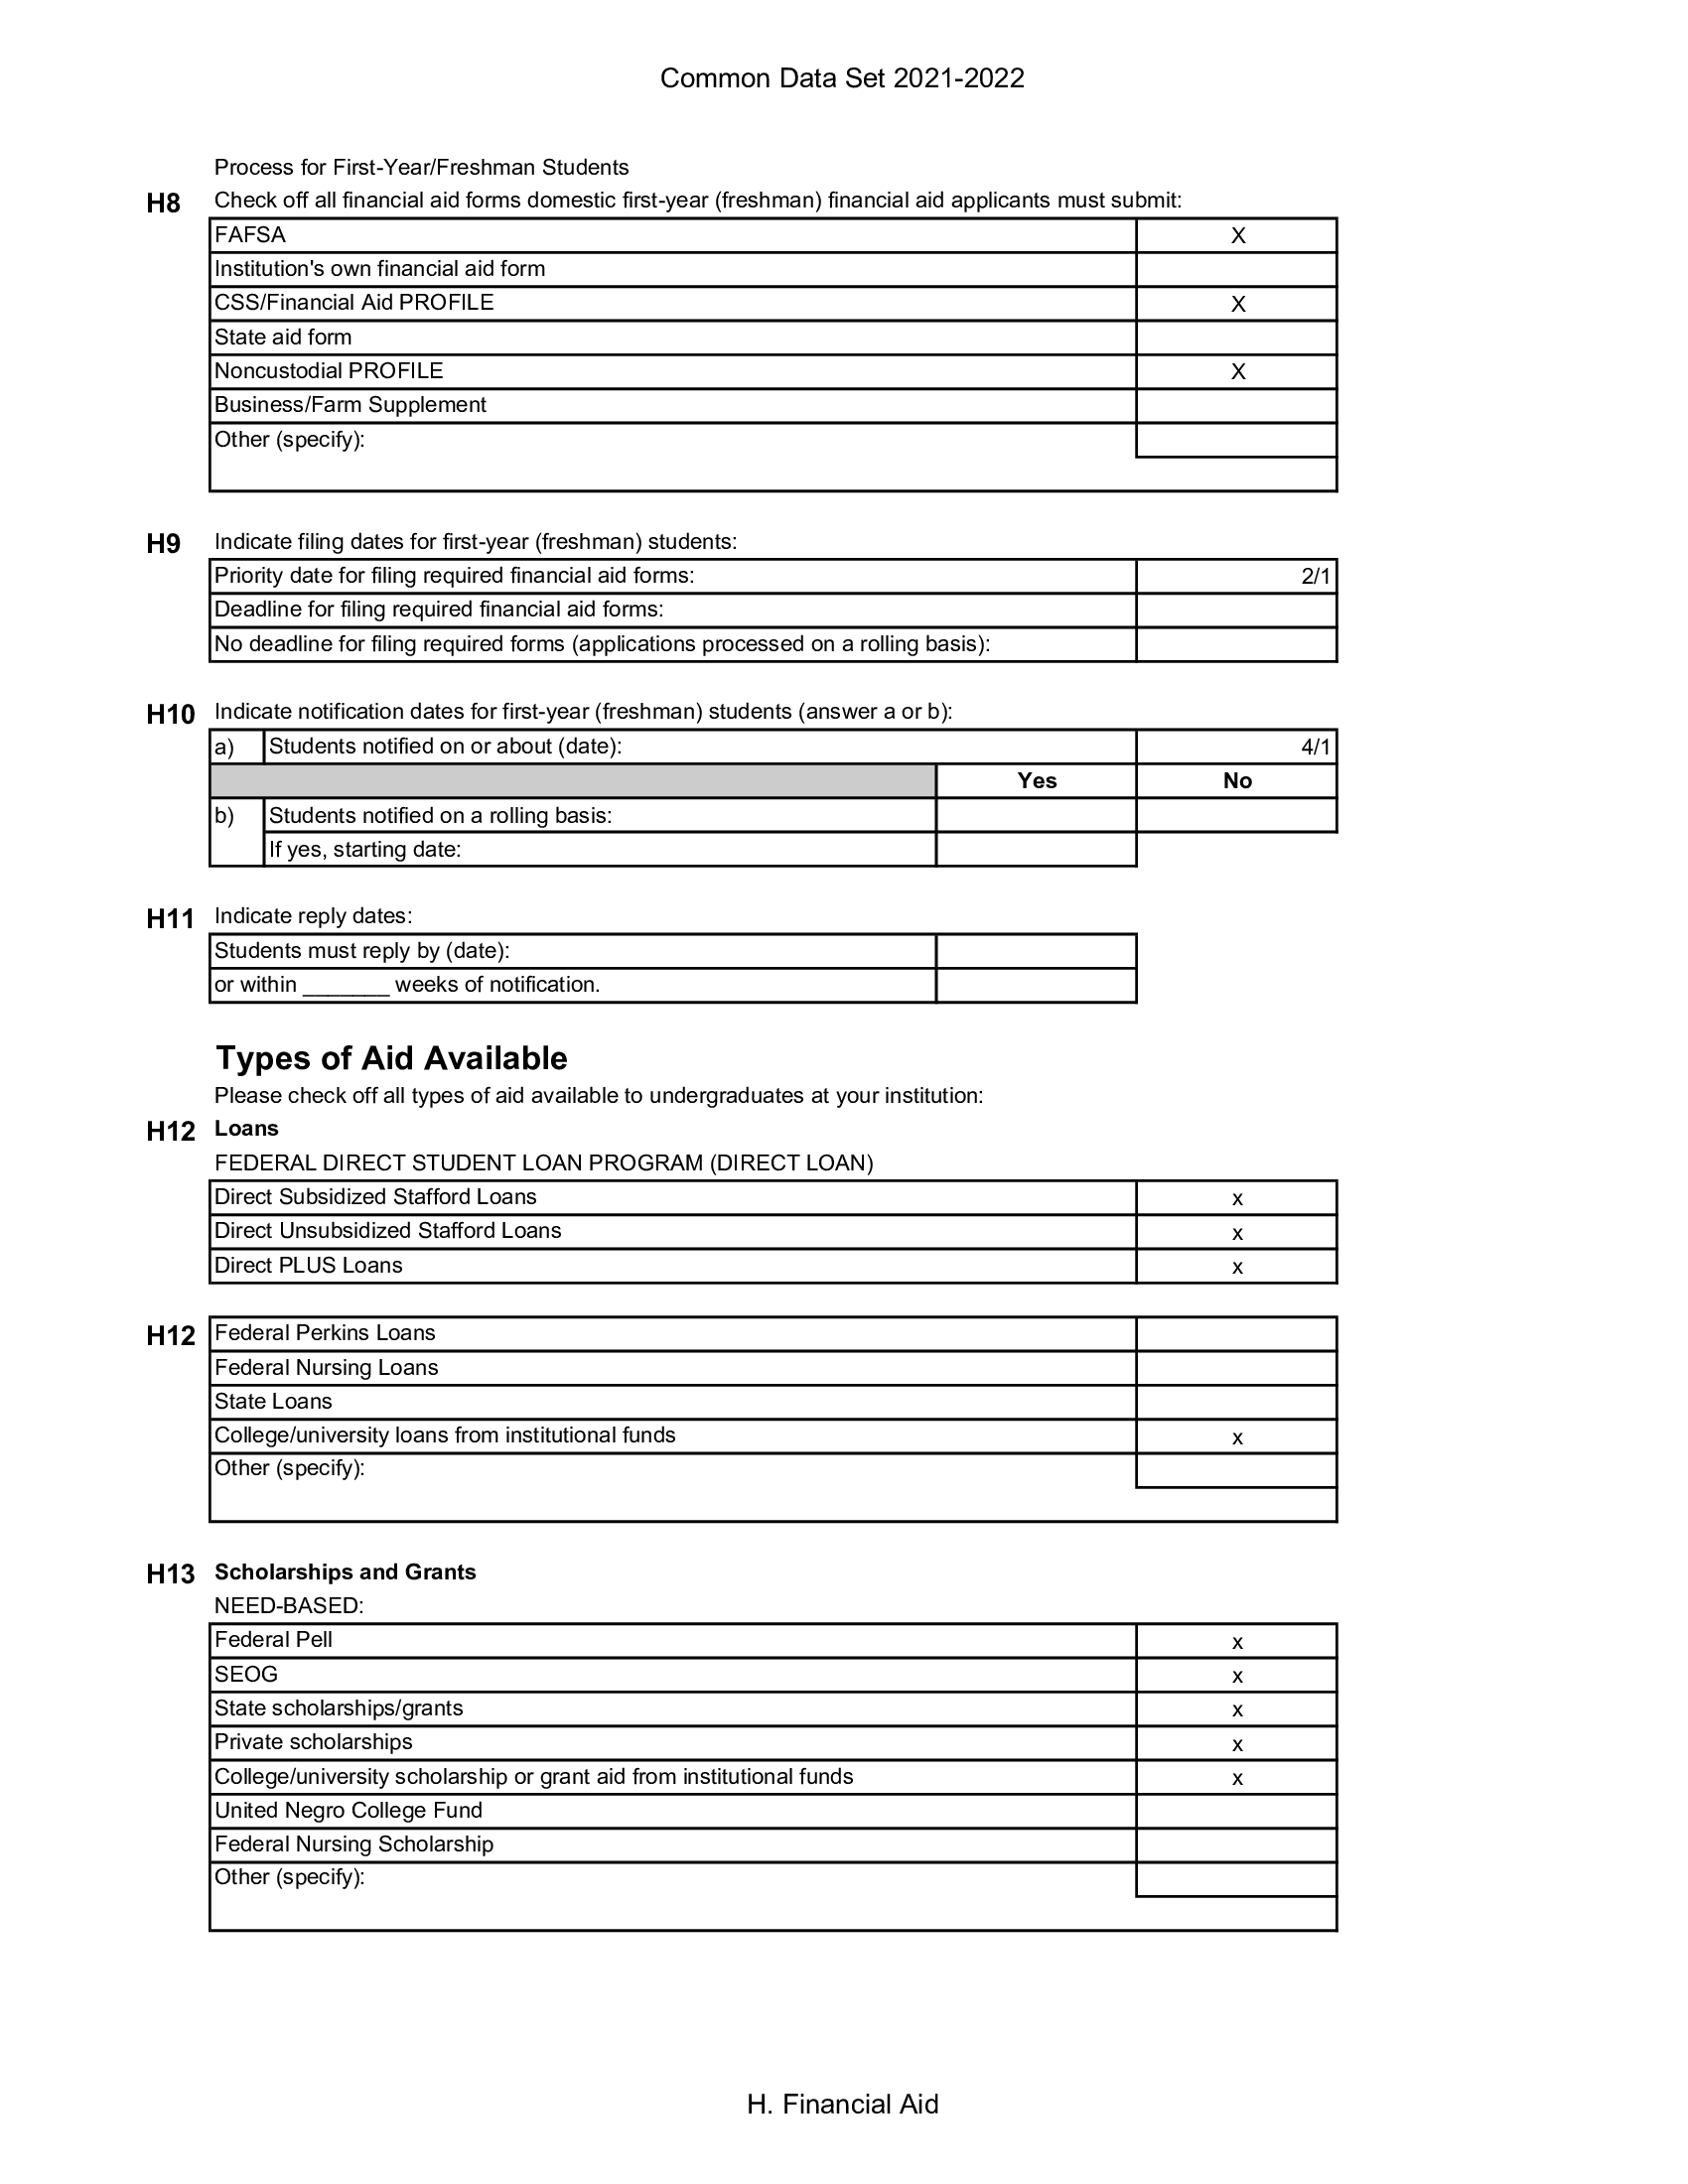 Common Data Set 2021-2022
Process for First-Year/Freshman Students
H8 Check off all financial aid forms domestic first-year (freshman) financial aid applicants must submit:
FAFSA X
Institution's own financial aid form
CSS/Financial Aid PROFILE X
State aid form
Noncustodial PROFILE X
Business/Farm Supplement
Other (specify):
H9 Indicate filing dates for first-year (freshman) students:
Priority date for filing required financial aid forms: 2/1
Deadline for filing required financial aid forms:
No deadline for filing required forms (applications processed on a rolling basis):
H10 Indicate notification dates for first-year (freshman) students (answer a or b):
a) Students notified on or about (date): 4/1
Yes No
b) Students notified on a rolling basis:
If yes, starting date:
H11 Indicate reply dates:
Students must reply by (date):
or within _______ weeks of notification.
Types of Aid Available
Please check off all types of aid available to undergraduates at your institution:
H12 Loans
FEDERAL DIRECT STUDENT LOAN PROGRAM (DIRECT LOAN)
Direct Subsidized Stafford Loans x
Direct Unsubsidized Stafford Loans x
Direct PLUS Loans x
H12 Federal Perkins Loans
Federal Nursing Loans
State Loans
College/university loans from institutional funds x
Other (specify):
H13 Scholarships and Grants
NEED-BASED:
Federal Pell x
SEOG x
State scholarships/grants x
Private scholarships x
College/university scholarship or grant aid from institutional funds x
United Negro College Fund
Federal Nursing Scholarship
Other (specify):
H. Financial Aid